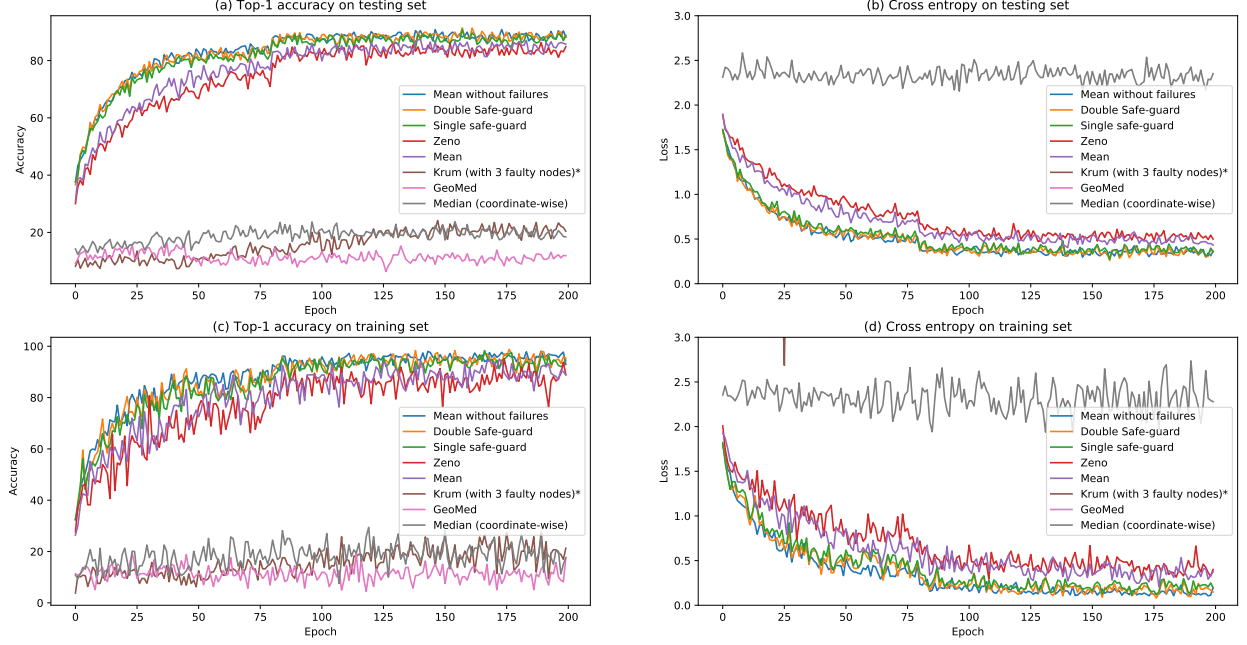 (a) Top-1 accuracy on testing set
Accuracy
80
60
40
20
0 25 50 75 100 125 150 175 200
Epoch
Mean without failures
Double Safe-guard
Single safe-guard
Zeno
Mean
Krum (with 3 faulty nodes)*
GeoMed
Median (coordinate-wise)
(b) Cross entropy on testing set
Loss
3.0
2.5
2.0
1.5
1.0
0.5
0.0
0 25 50 75 100 125 150 175 200
Epoch
Mean without failures
Double Safe-guard
Single safe-guard
Zeno
Mean
Krum (with 3 faulty nodes)*
GeoMed
Median (coordinate-wise)
(c) Top-1 accuracy on training set
Accuracy
100
80
60
40
20
0
0 25 50 75 100 125 150 175 200
Epoch
Mean without failures
Double Safe-guard
Single safe-guard
Zeno
Mean
Krum (with 3 faulty nodes)*
GeoMed
Median (coordinate-wise)
(d) Cross entropy on training set
Loss
3.0
2.5
2.0
1.5
1.0
0.5
0.0
0 25 50 75 100 125 150 175 200
Epoch
Mean without failures
Double Safe-guard
Single safe-guard
Zeno
Mean
Krum (with 3 faulty nodes)*
GeoMed
Median (coordinate-wise)